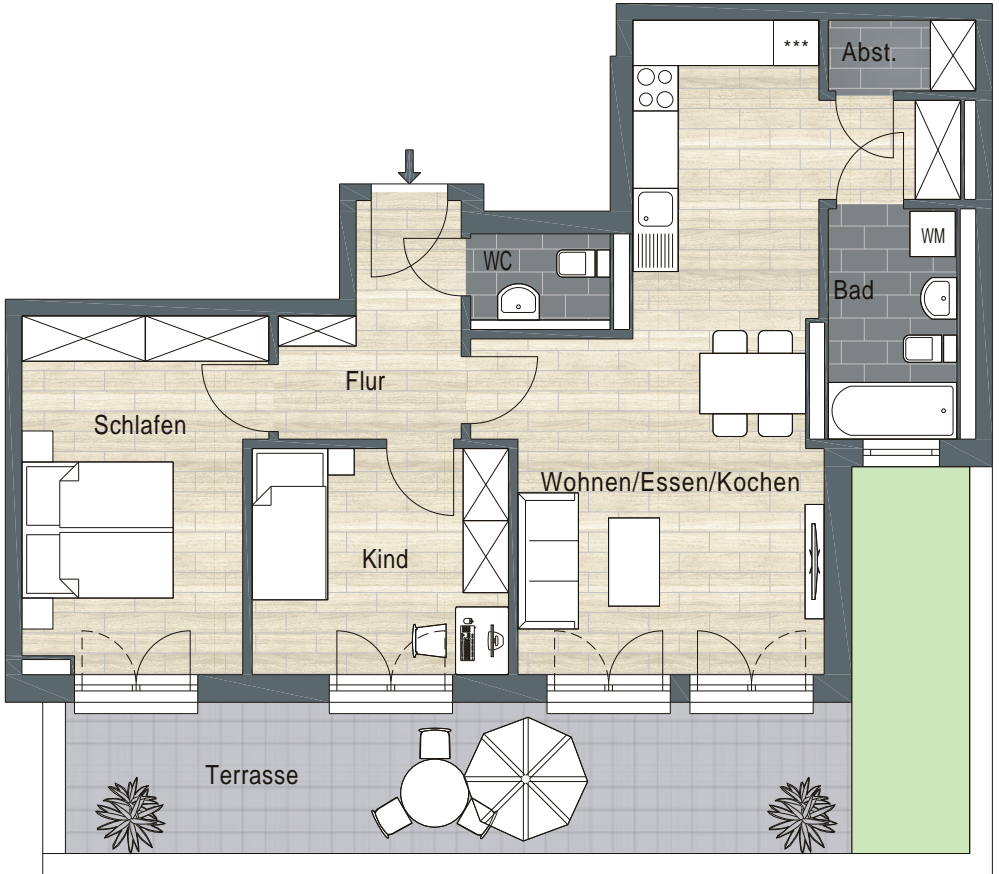 ***
Abst.
WC
WM
Bad
Flur
Schlafen
Wohnen/Essen/Kochen
Kind
Terrasse